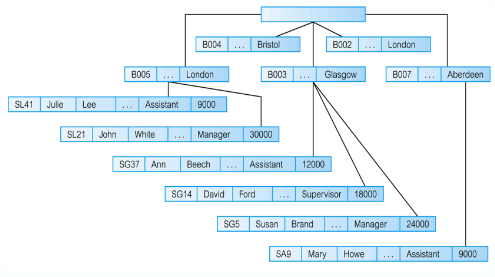 B004 ... Bristol
B002 ... London
B005 ... London
B003 ... Glasgow
B007 ... Aberdeen
SL41 Julie Lee ... Assistant 9000
SL21 John White ... Manager 30000
SG37 Ann Beech ... Assistant 12000
SG14 David Ford ... Supervisor 18000
SG5 Susan Brand ... Manager 24000
SA9 Mary Howe ... Assistant 9000